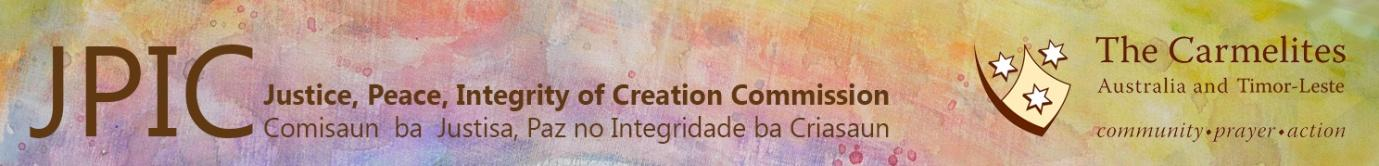 JPIC
Justice, Peace, Integrity of Creation Commission
Comisaun ba Justisa, Paz no Integridade ba Criasaun
The Carmelites
Australia and Timor-Leste
community•prayer•action